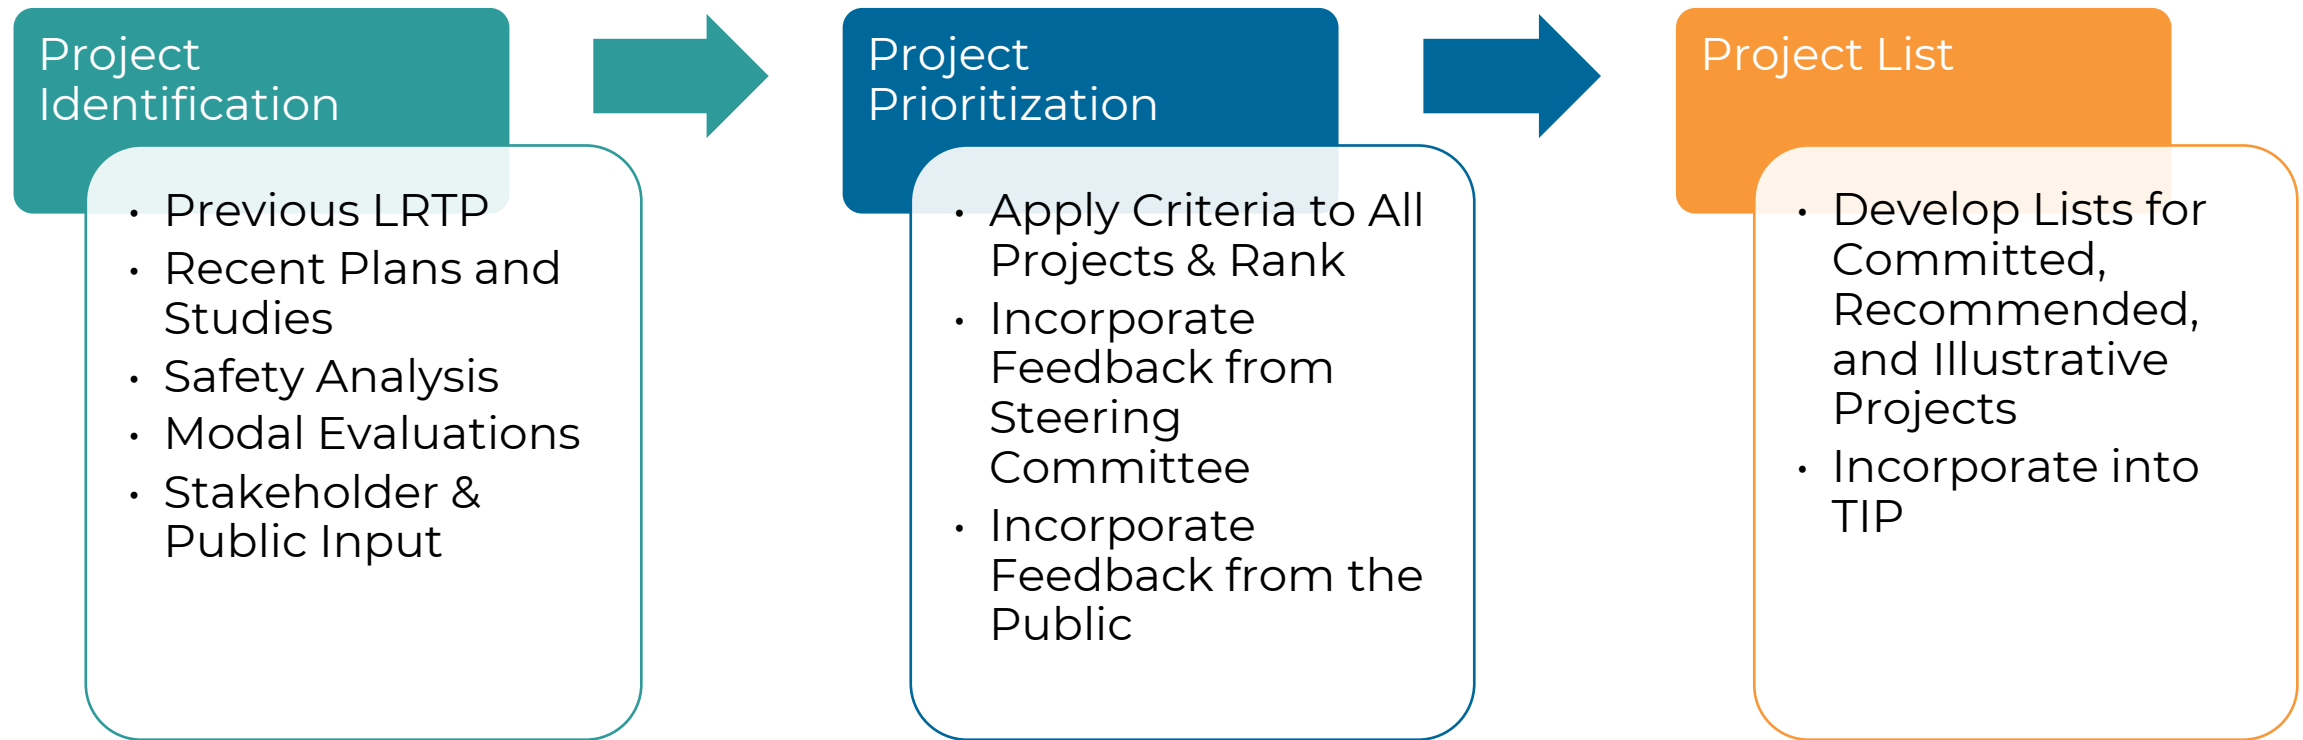 Project
Identification
• Previous LRTP
• Recent Plans and
Studies
• Safety Analysis
• Modal Evaluations
• Stakeholder &
Public Input
Project
Prioritization
• Apply Criteria to All
Projects & Rank
• Incorporate
Feedback from
Steering
Committee
• Incorporate
Feedback from the
Public
Project List
• Develop Lists for
Committed,
Recommended,
and Illustrative
Projects
• Incorporate into
TIP